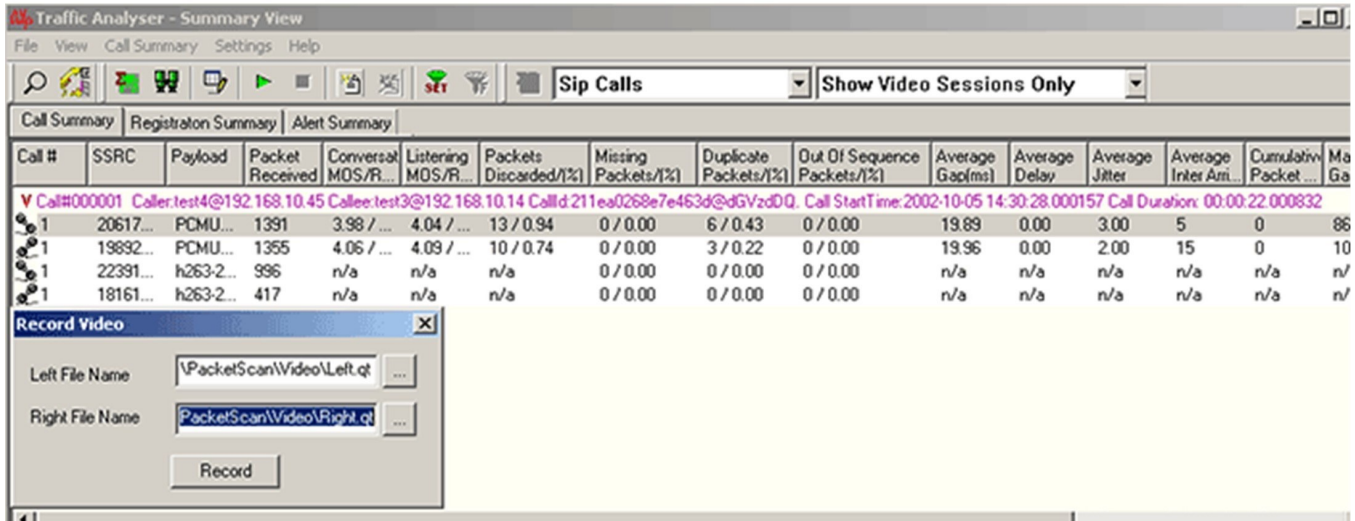 Traffic Analyser - Summary View
File View Call Summary Settings Help
SET Sip Calls Show Video Sessions Only
Call Summary Registraton Summary Alert Summary
Call # SSRC Payload Packet Received Conversat MOS/R... Listening MOS/R... Packets Discarded/(%) Missing Packets/(%) Duplicate Packets/(%) Out Of Sequence Packets/(%) Average Gap(ms) Average Delay Average Jitter Average Inter Arri... Cumulativ Packet ... Ma Ga
V Call#000001 Caller:test4@192.168.10.45 Callee:test3@192.168.10.14 CallId:211ea0268e7e463d@dGVzdDQ. Call StartTime:2002-10-05 14:30:28.000157 Call Duration: 00:00:22.000832
1 20617... PCMU... 1391 3.98 / ... 4.04 / ... 13 / 0.94 0 / 0.00 6 / 0.43 0 / 0.00 19.89 0.00 3.00 5 0 86
1 19892... PCMU... 1355 4.06 / ... 4.09 / ... 10 / 0.74 0 / 0.00 3 / 0.22 0 / 0.00 19.96 0.00 2.00 15 0 10
1 22391... h263-2... 996 n/a n/a n/a 0 / 0.00 0 / 0.00 0 / 0.00 n/a n/a n/a n/a n/a n/
1 18161... h263-2... 417 n/a n/a n/a 0 / 0.00 0 / 0.00 0 / 0.00 n/a n/a n/a n/a n/a n/
Record Video
Left File Name \PacketScan\Video\Left.qt ...
Right File Name PacketScan\Video\Right.qt ...
Record